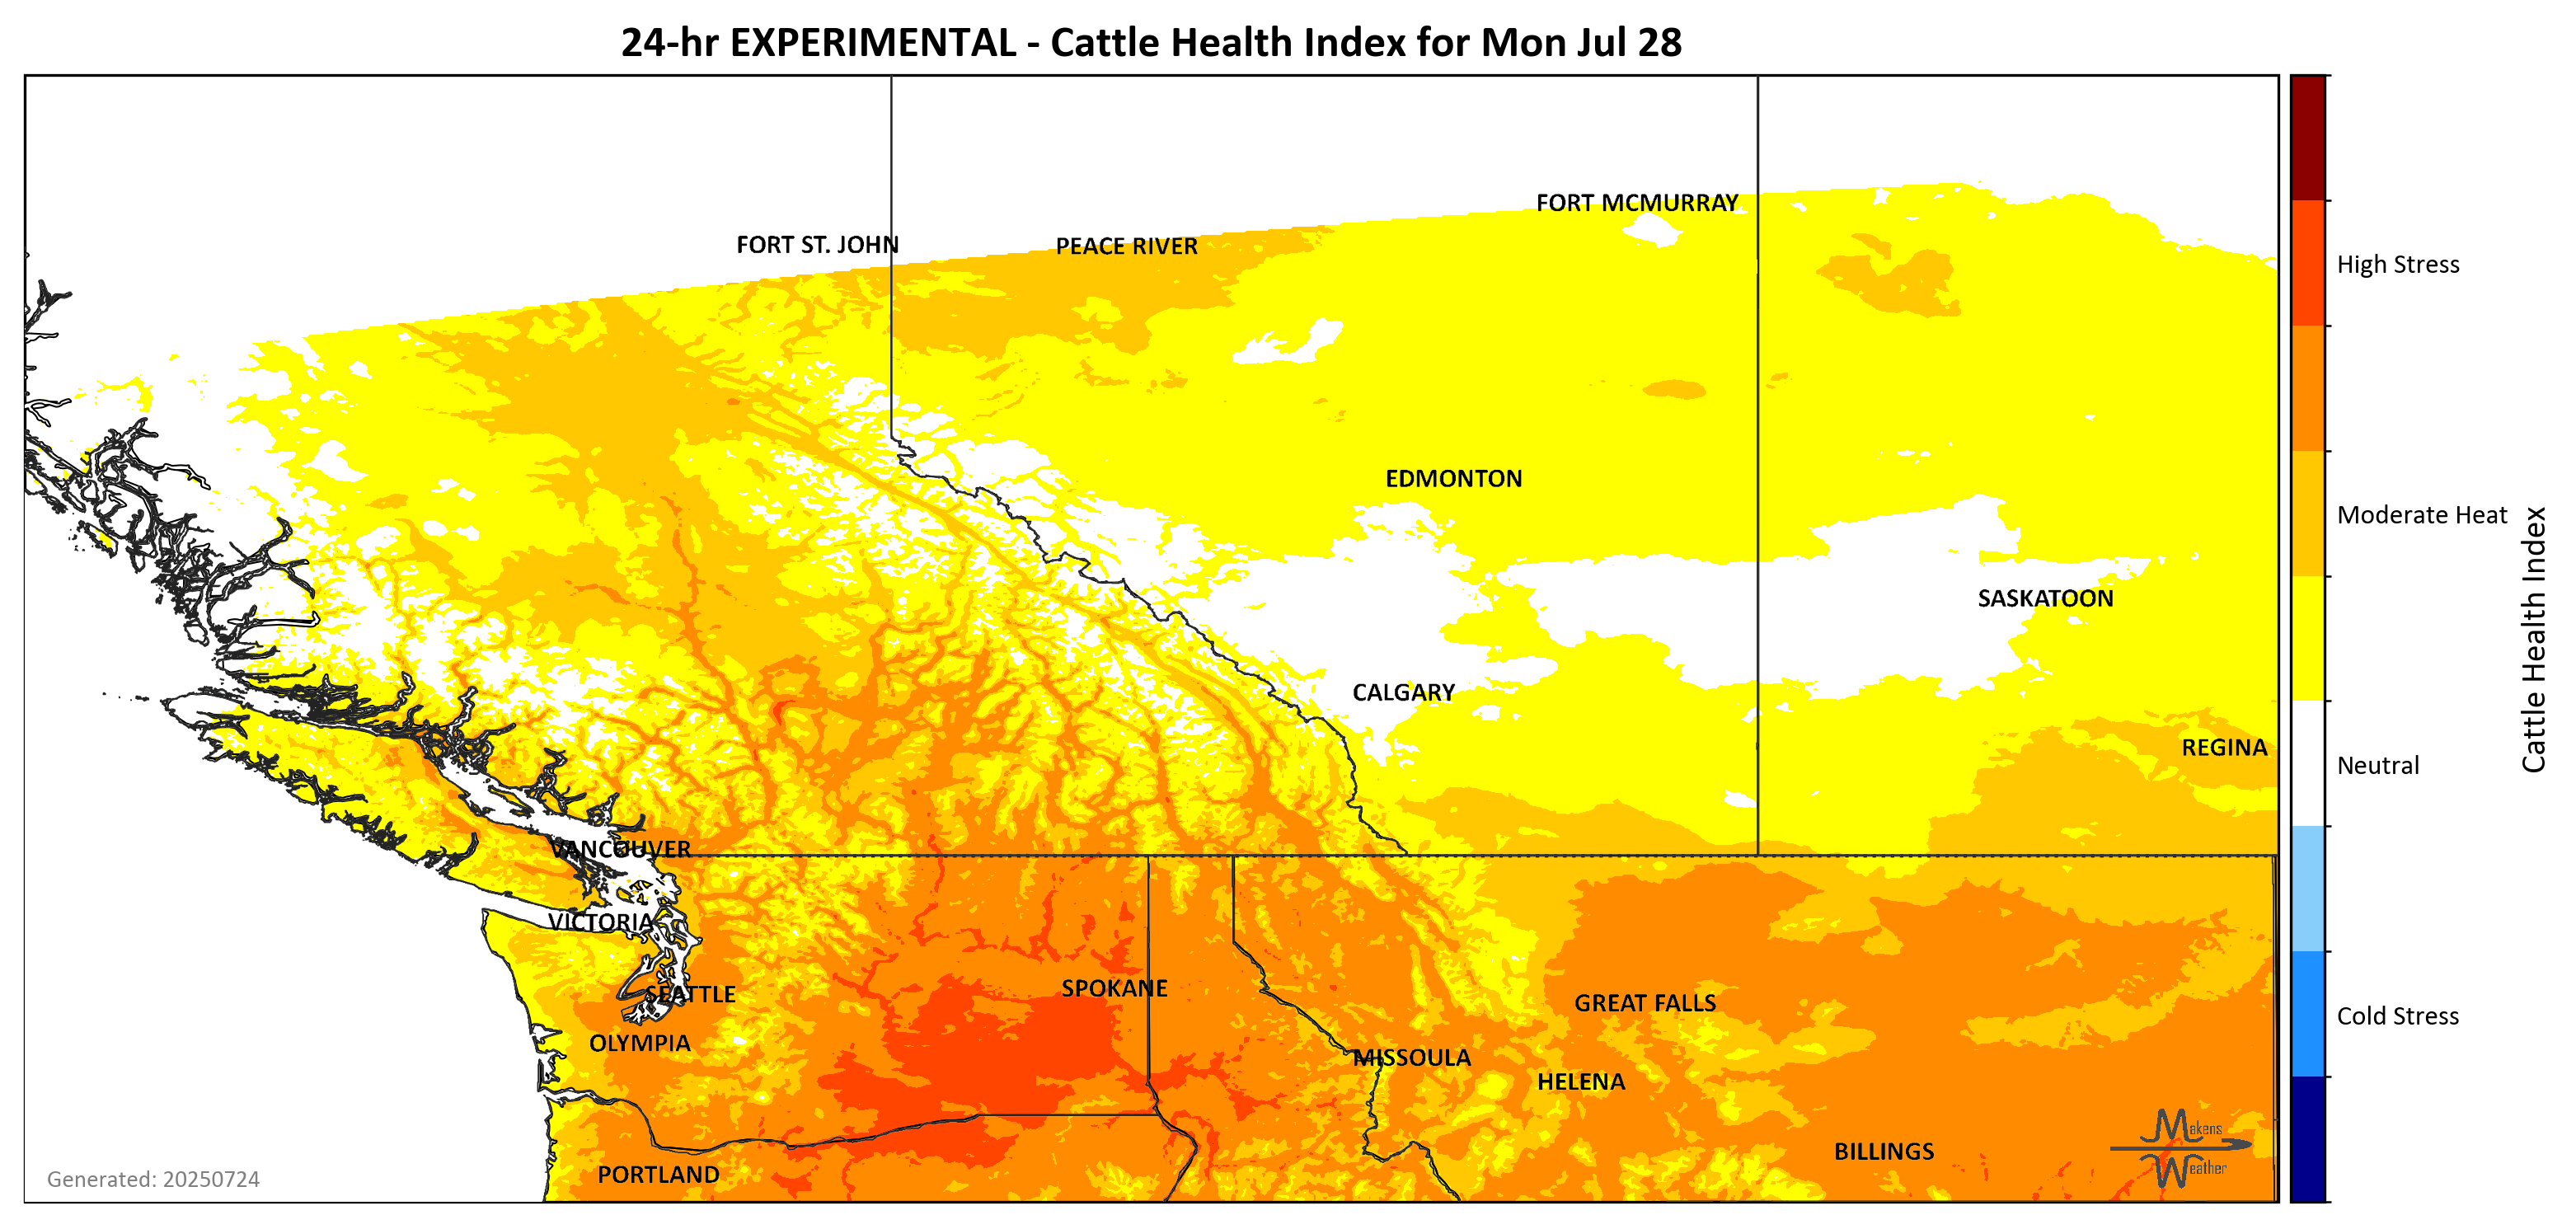 24-hr EXPERIMENTAL - Cattle Health Index for Mon Jul 28
FORT MCMURRAY
FORT ST. JOHN
PEACE RIVER
High Stress
EDMONTON
Moderate Heat
SASKATOON
Cattle Health Index
CALGARY
REGINA
Neutral
VANCOUVER
VICTORIA
SPOKANE
SEATTLE
GREAT FALLS
Cold Stress
OLYMPIA
MISSOULA
HELENA
Makens
BILLINGS
Weather
PORTLAND
Generated: 20250724